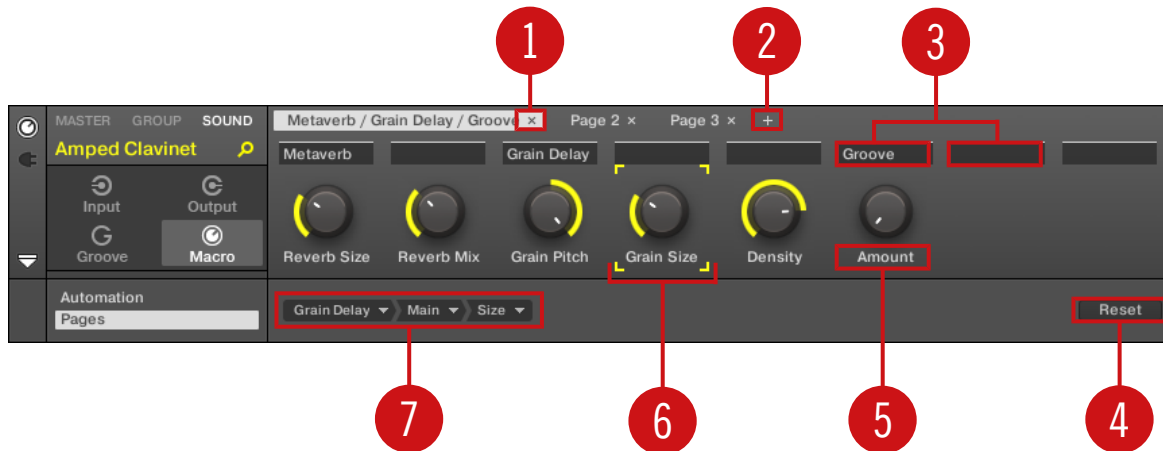 1 2 3
MASTER GROUP SOUND
Metaverb / Grain Delay / Groove × Page 2 × Page 3 × +
Amped Clavinet
Metaverb Grain Delay Groove
Input Output
Groove Macro
Reverb Size Reverb Mix Grain Pitch Grain Size Density Amount
Automation
Pages
Grain Delay Main Size Reset
7 6 5 4